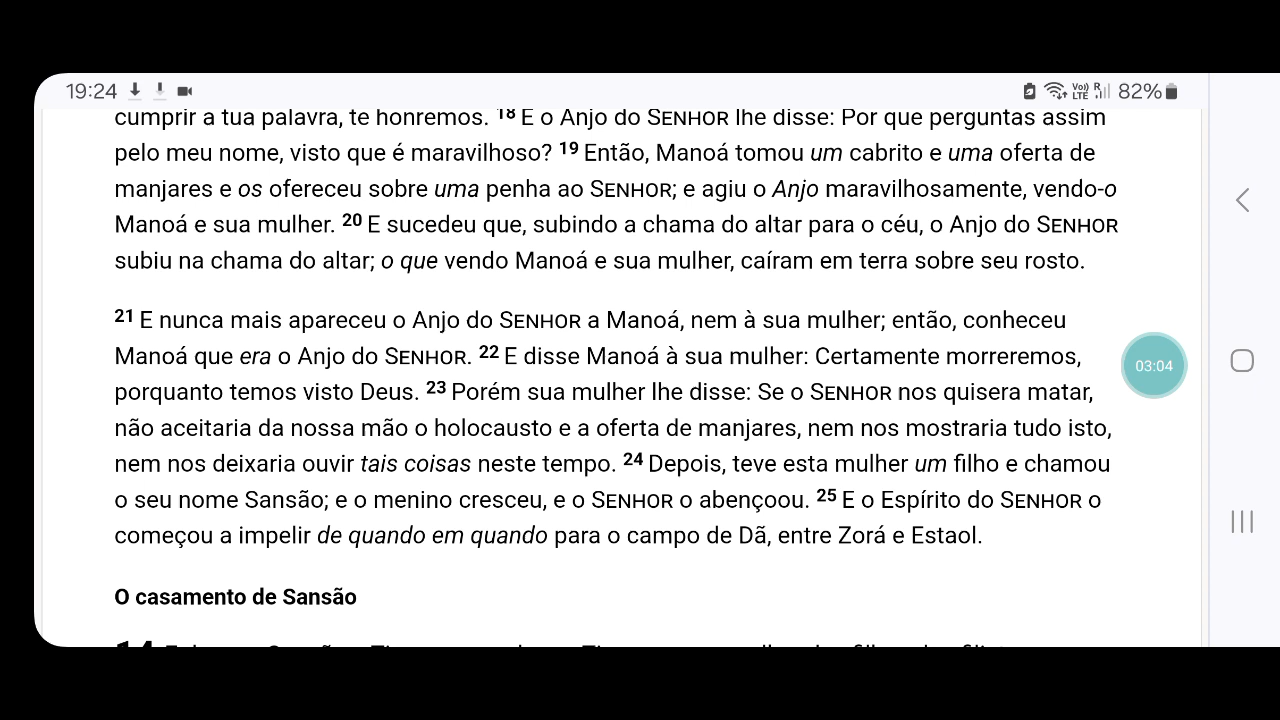 19:24
Vo)) LTE R 82%
cumprir a tua palavra, te honremos. 18 E o Anjo do SENHOR lhe disse: Por que perguntas assim
pelo meu nome, visto que é maravilhoso? 19 Então, Manoá tomou um cabrito e uma oferta de
manjares e os ofereceu sobre uma penha ao SENHOR; e agiu o Anjo maravilhosamente, vendo-o
Manoá e sua mulher. 20 E sucedeu que, subindo a chama do altar para o céu, o Anjo do SENHOR
subiu na chama do altar; o que vendo Manoá e sua mulher, caíram em terra sobre seu rosto.
21 E nunca mais apareceu o Anjo do SENHOR a Manoá, nem à sua mulher; então, conheceu
Manoá que era o Anjo do SENHOR. 22 E disse Manoá à sua mulher: Certamente morreremos,
porquanto temos visto Deus. 23 Porém sua mulher lhe disse: Se o SENHOR nos quisera matar,
não aceitaria da nossa mão o holocausto e a oferta de manjares, nem nos mostraria tudo isto,
nem nos deixaria ouvir tais coisas neste tempo. 24 Depois, teve esta mulher um filho e chamou
o seu nome Sansão; e o menino cresceu, e o SENHOR o abençoou. 25 E o Espírito do SENHOR o
começou a impelir de quando em quando para o campo de Dã, entre Zorá e Estaol.
03:04
O casamento de Sansão